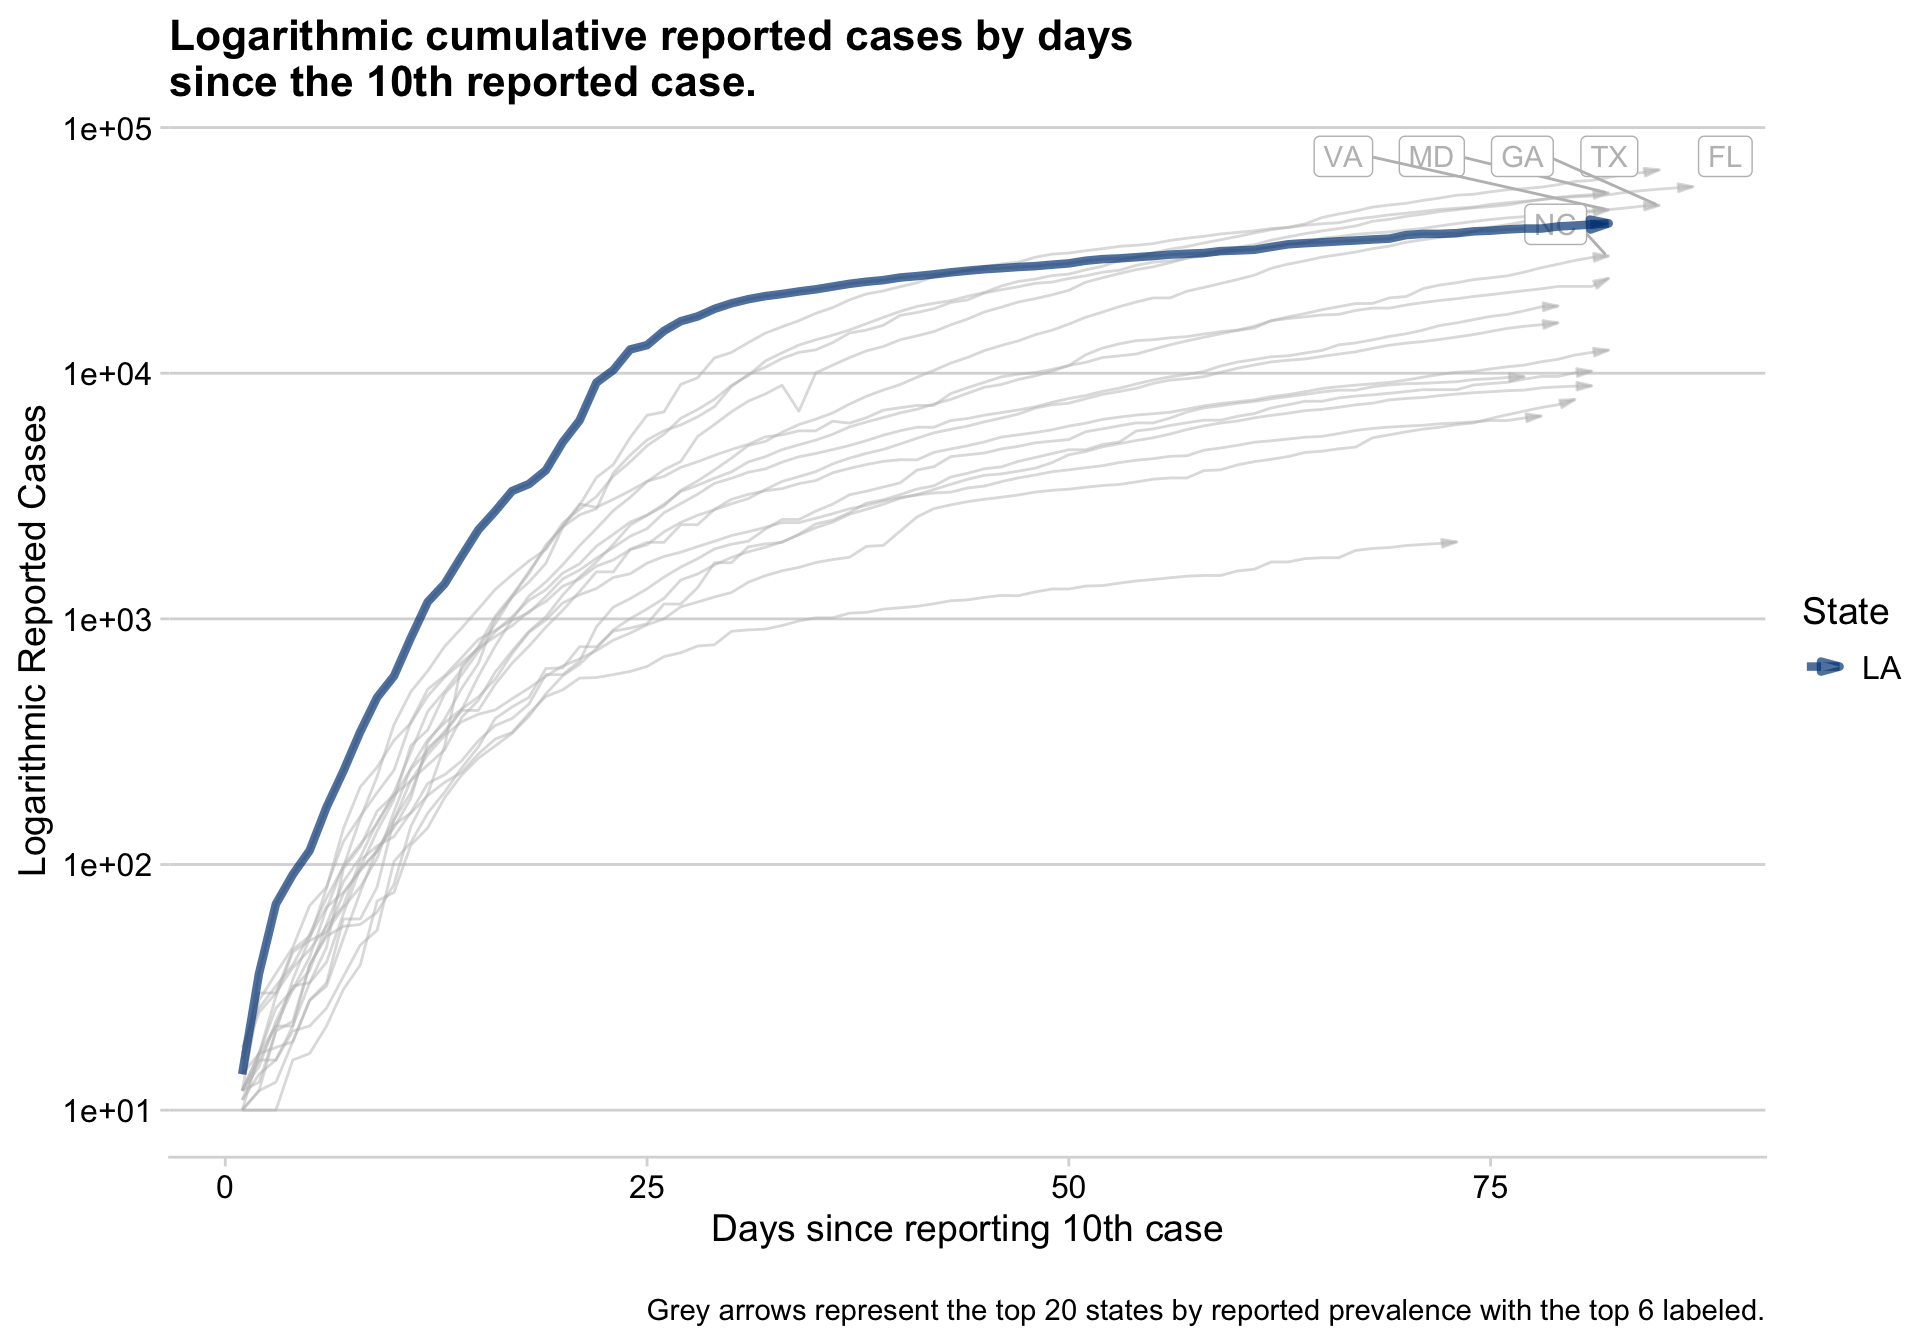 Logarithmic cumulative reported cases by days
since the 10th reported case.
1e+05
VA MD GA TX FL
NC
1e+04
1e+03
1e+02
1e+01
Logarithmic Reported Cases
State
LA
0 25 50 75
Days since reporting 10th case
Grey arrows represent the top 20 states by reported prevalence with the top 6 labeled.